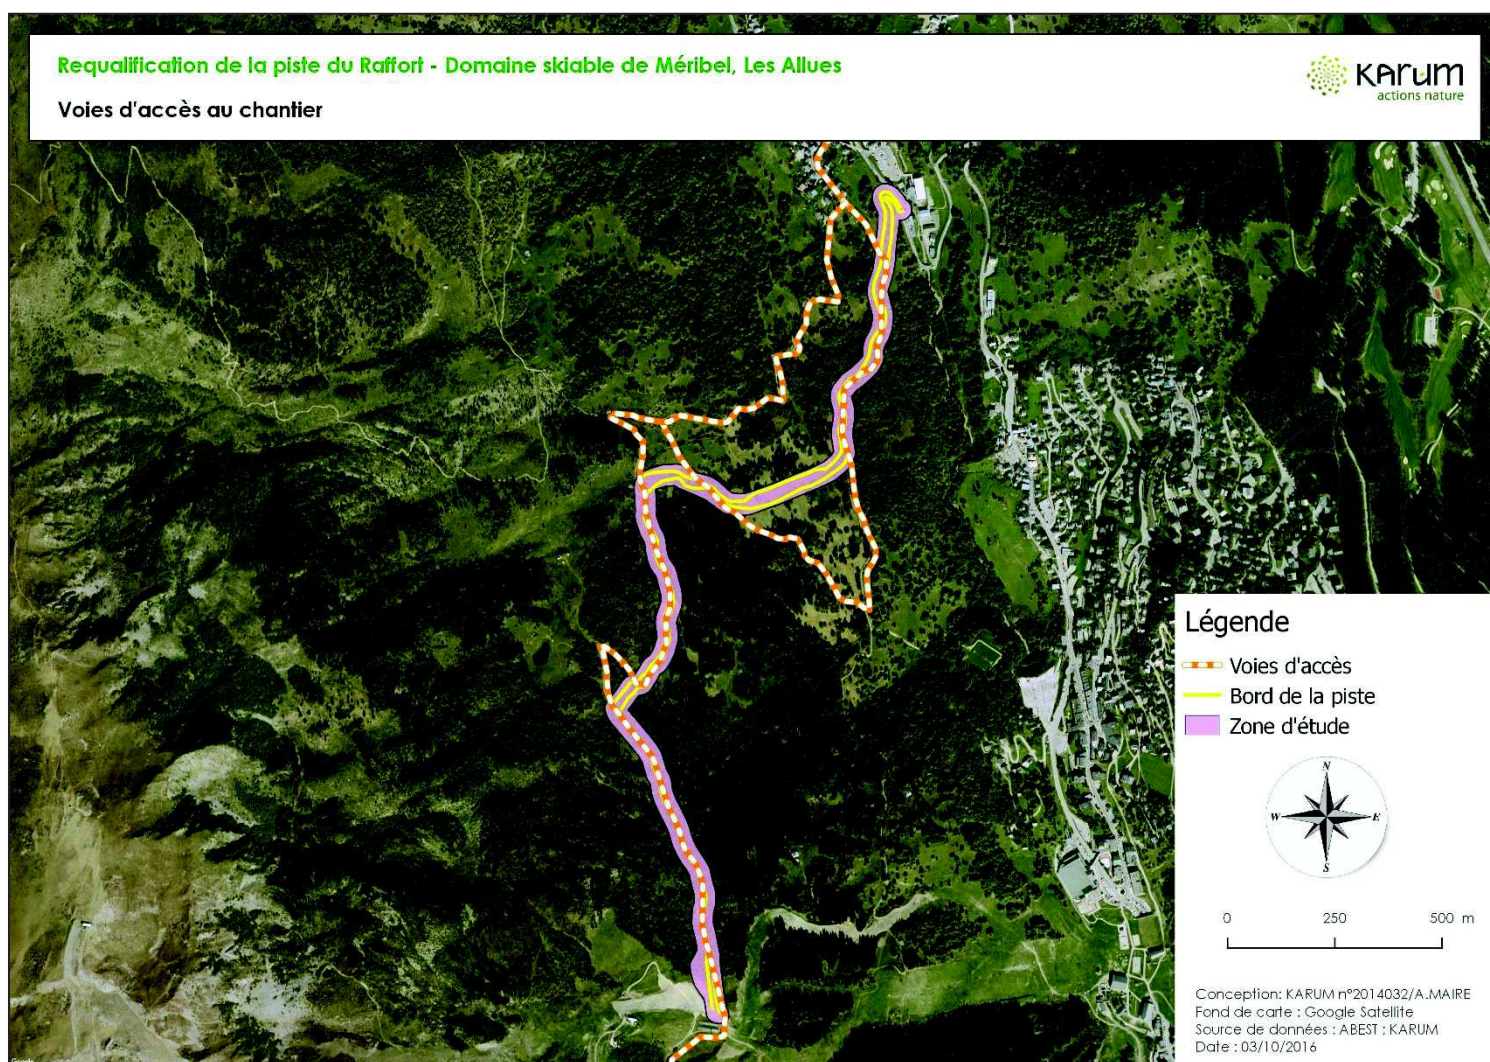 Requalification de la piste du Raffort - Domaine skiable de Méribel, Les Allues
Voies d'accès au chantier
KARUM
actions nature
Légende
Voies d'accès
Bord de la piste
Zone d'étude
N
W E
S
0 250 500 m
Conception: KARUM n°2014032/A.MAIRE
Fond de carte : Google Satellite
Source de données : ABEST ; KARUM
Date : 03/10/2016
Google